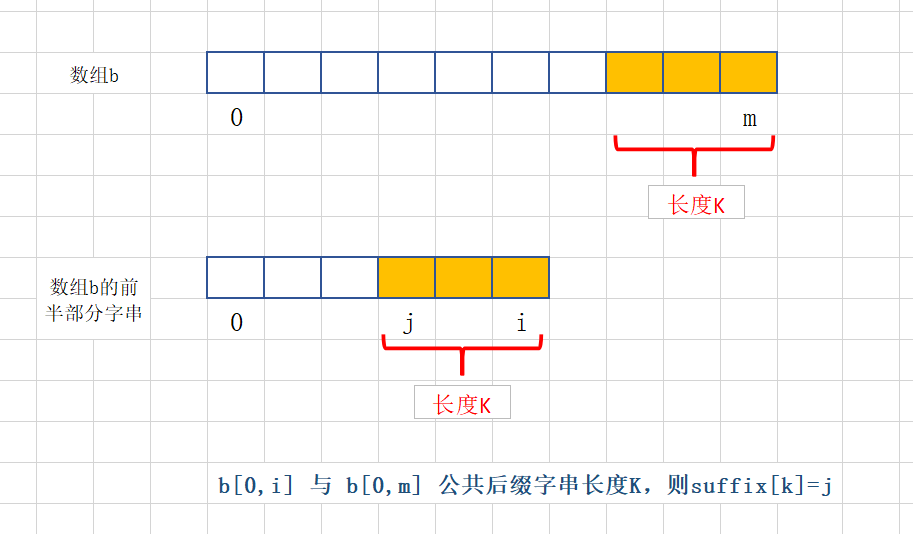 数组b
0
m
长度K
数组b的前
半部分字串
0
j
i
长度K
b[0,i] 与 b[0,m] 公共后缀字串长度K，则suffix[k]=j